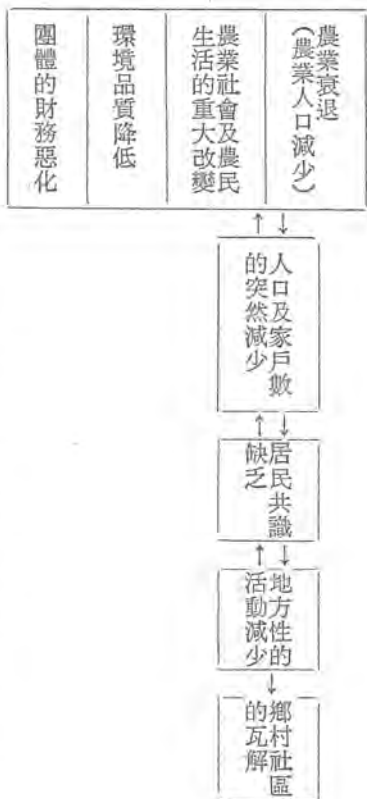 農業衰退
（農業人口減少）
農業社會及農民
生活的重大改變
環境品質降低
團體的財務惡化
↑↓
人口及家戶數
的突然減少
↑↓
居民共識
缺乏
↑↓
地方性的
活動減少
↓
鄉村社區
的瓦解